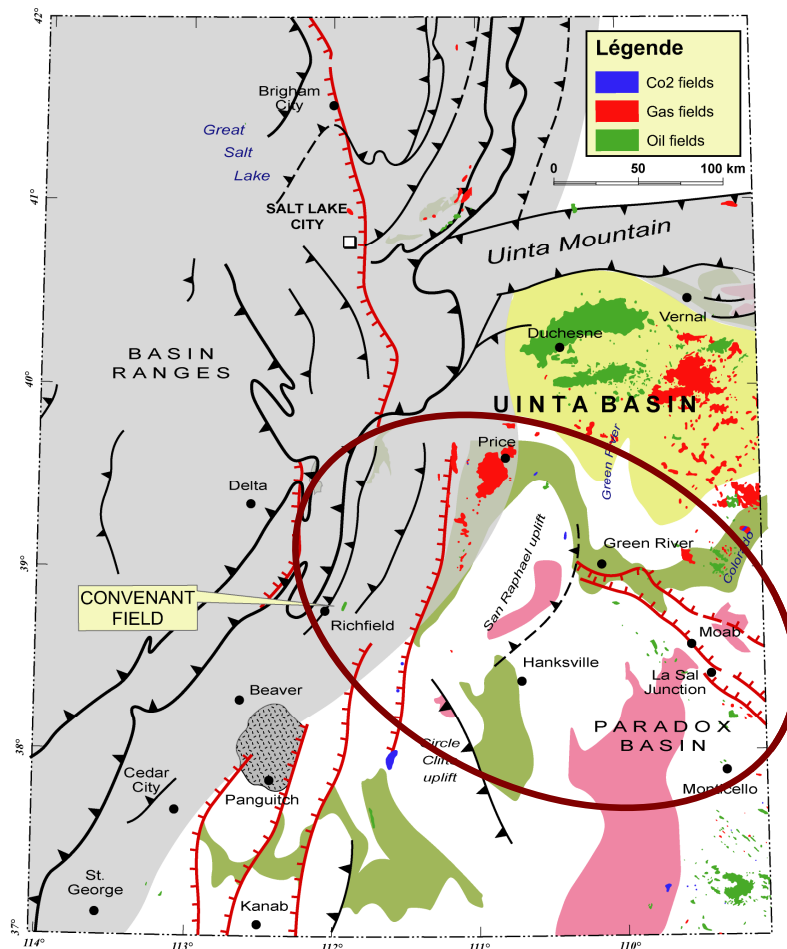 42°
Légende
Co2 fields
Gas fields
Oil fields
0 50 100 km
Brigham
City
Great
Salt
Lake
41°
SALT LAKE
CITY
Uinta Mountain
Vernal
Duchesne
BASIN
RANGES
40°
UINTA BASIN
Price
Green River
Delta
Green River
Colorado
39°
San Raphael uplift
CONVENANT
FIELD
Richfield
Moab
Hanksville
La Sal
Junction
Beaver
PARADOX
BASIN
38°
Circle
Cliffs
uplift
Cedar
City
Panguitch
Monticello
St.
George
Kanab
37°
114° 113° 112° 111° 110°